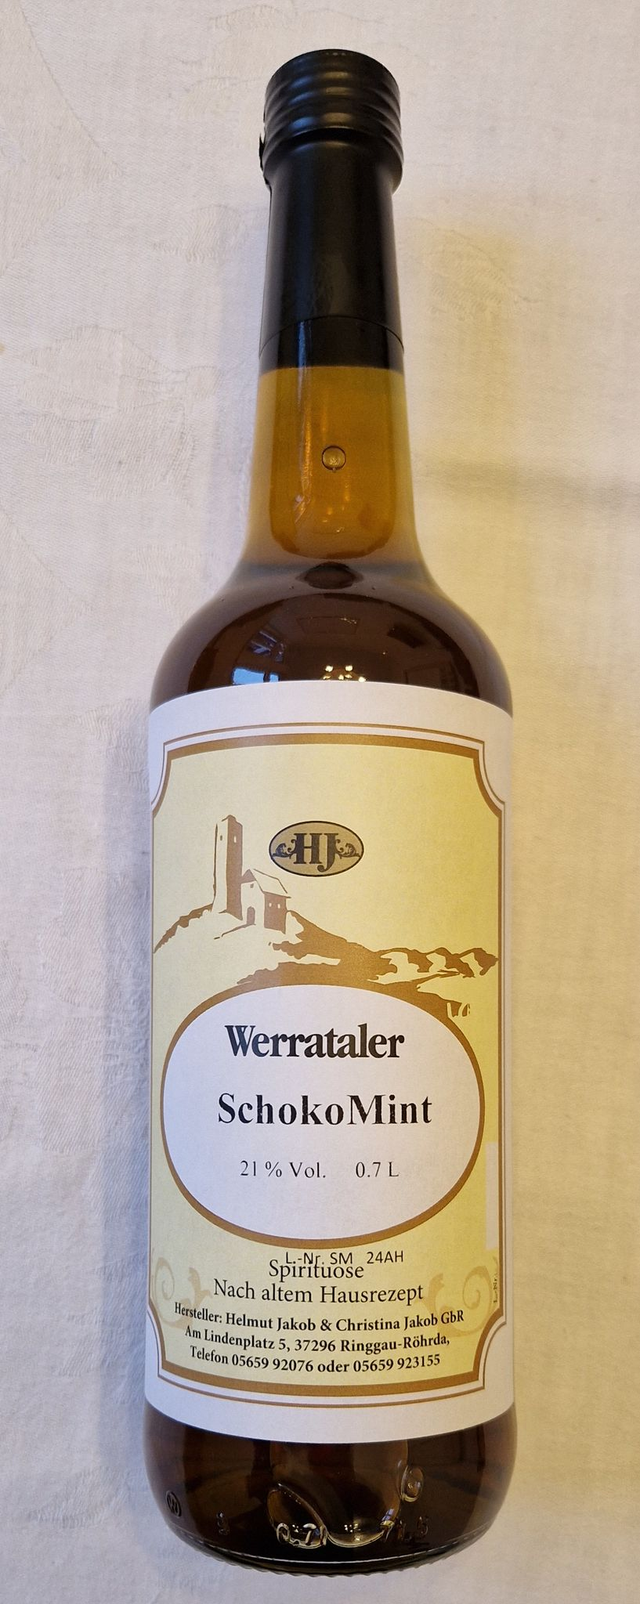 HJ
Werrataler
SchokoMint
21 % Vol. 0.7 L
L.-Nr. SM 24AH
Spirituose
Nach altem Hausrezept
Hersteller: Helmut Jakob & Christina Jakob GbR
Am Lindenplatz 5, 37296 Ringgau-Röhrda,
Telefon 05659 92076 oder 05659 923155